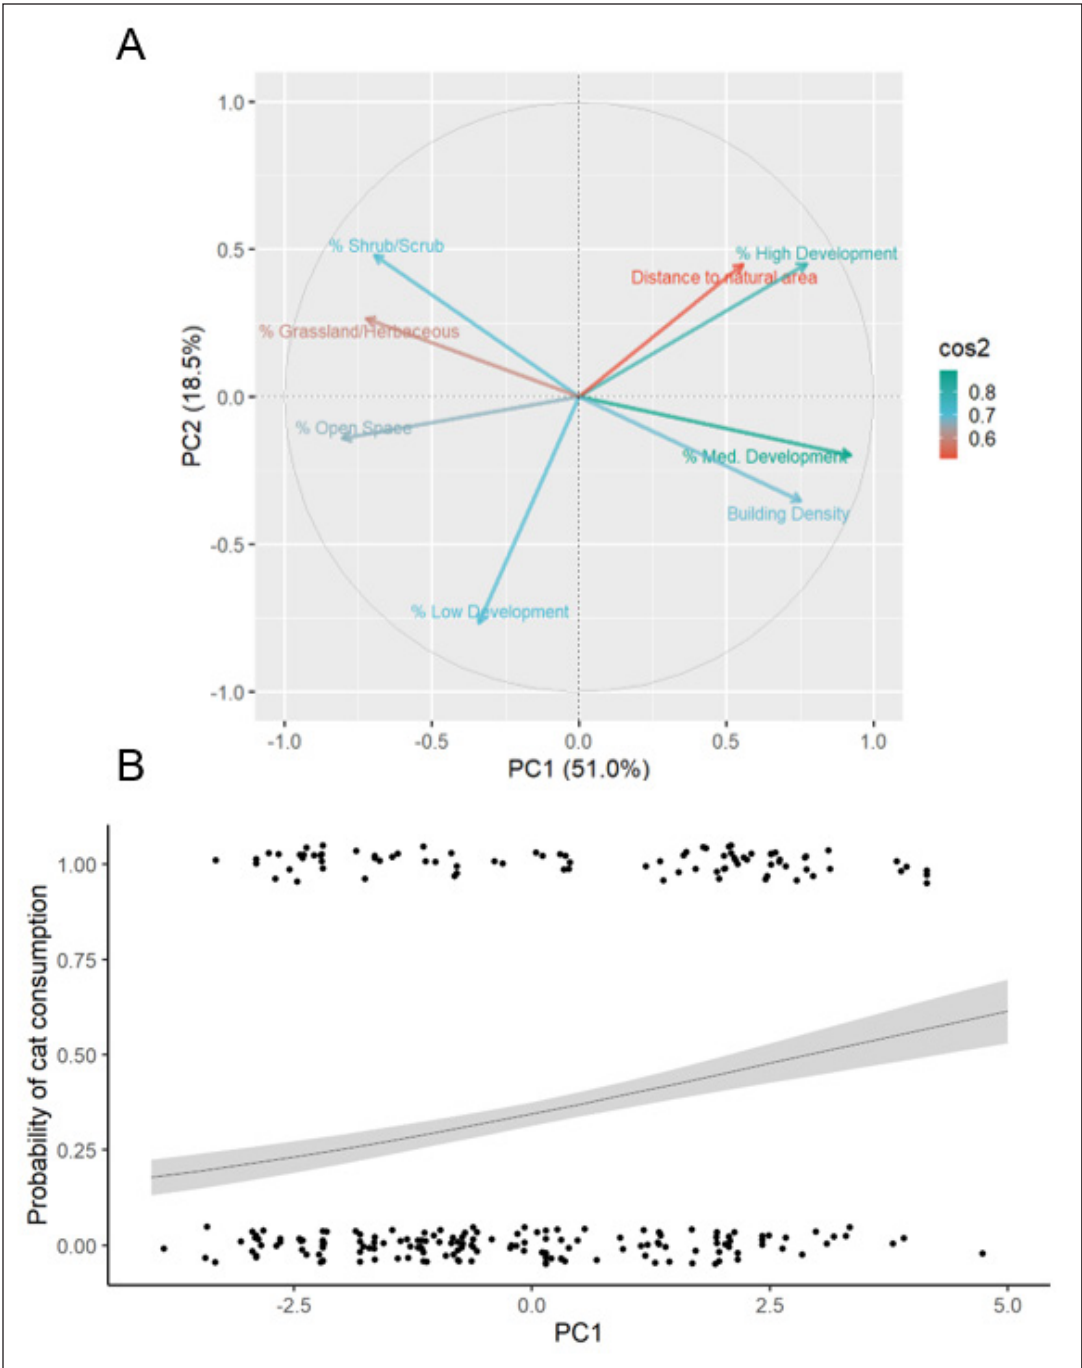 A
1.0
0.5
0.0
-0.5
-1.0
PC2 (18.5%)
% Shrub/Scrub
% High Development
Distance to natural area
% Grassland/Herbaceous
% Open Space
% Med. Development
Building Density
% Low Development
cos2
0.8
0.7
0.6
-1.0 -0.5 0.0 0.5 1.0
PC1 (51.0%)
B
1.00
0.75
0.50
0.25
0.00
Probability of cat consumption
-2.5 0.0 2.5 5.0
PC1